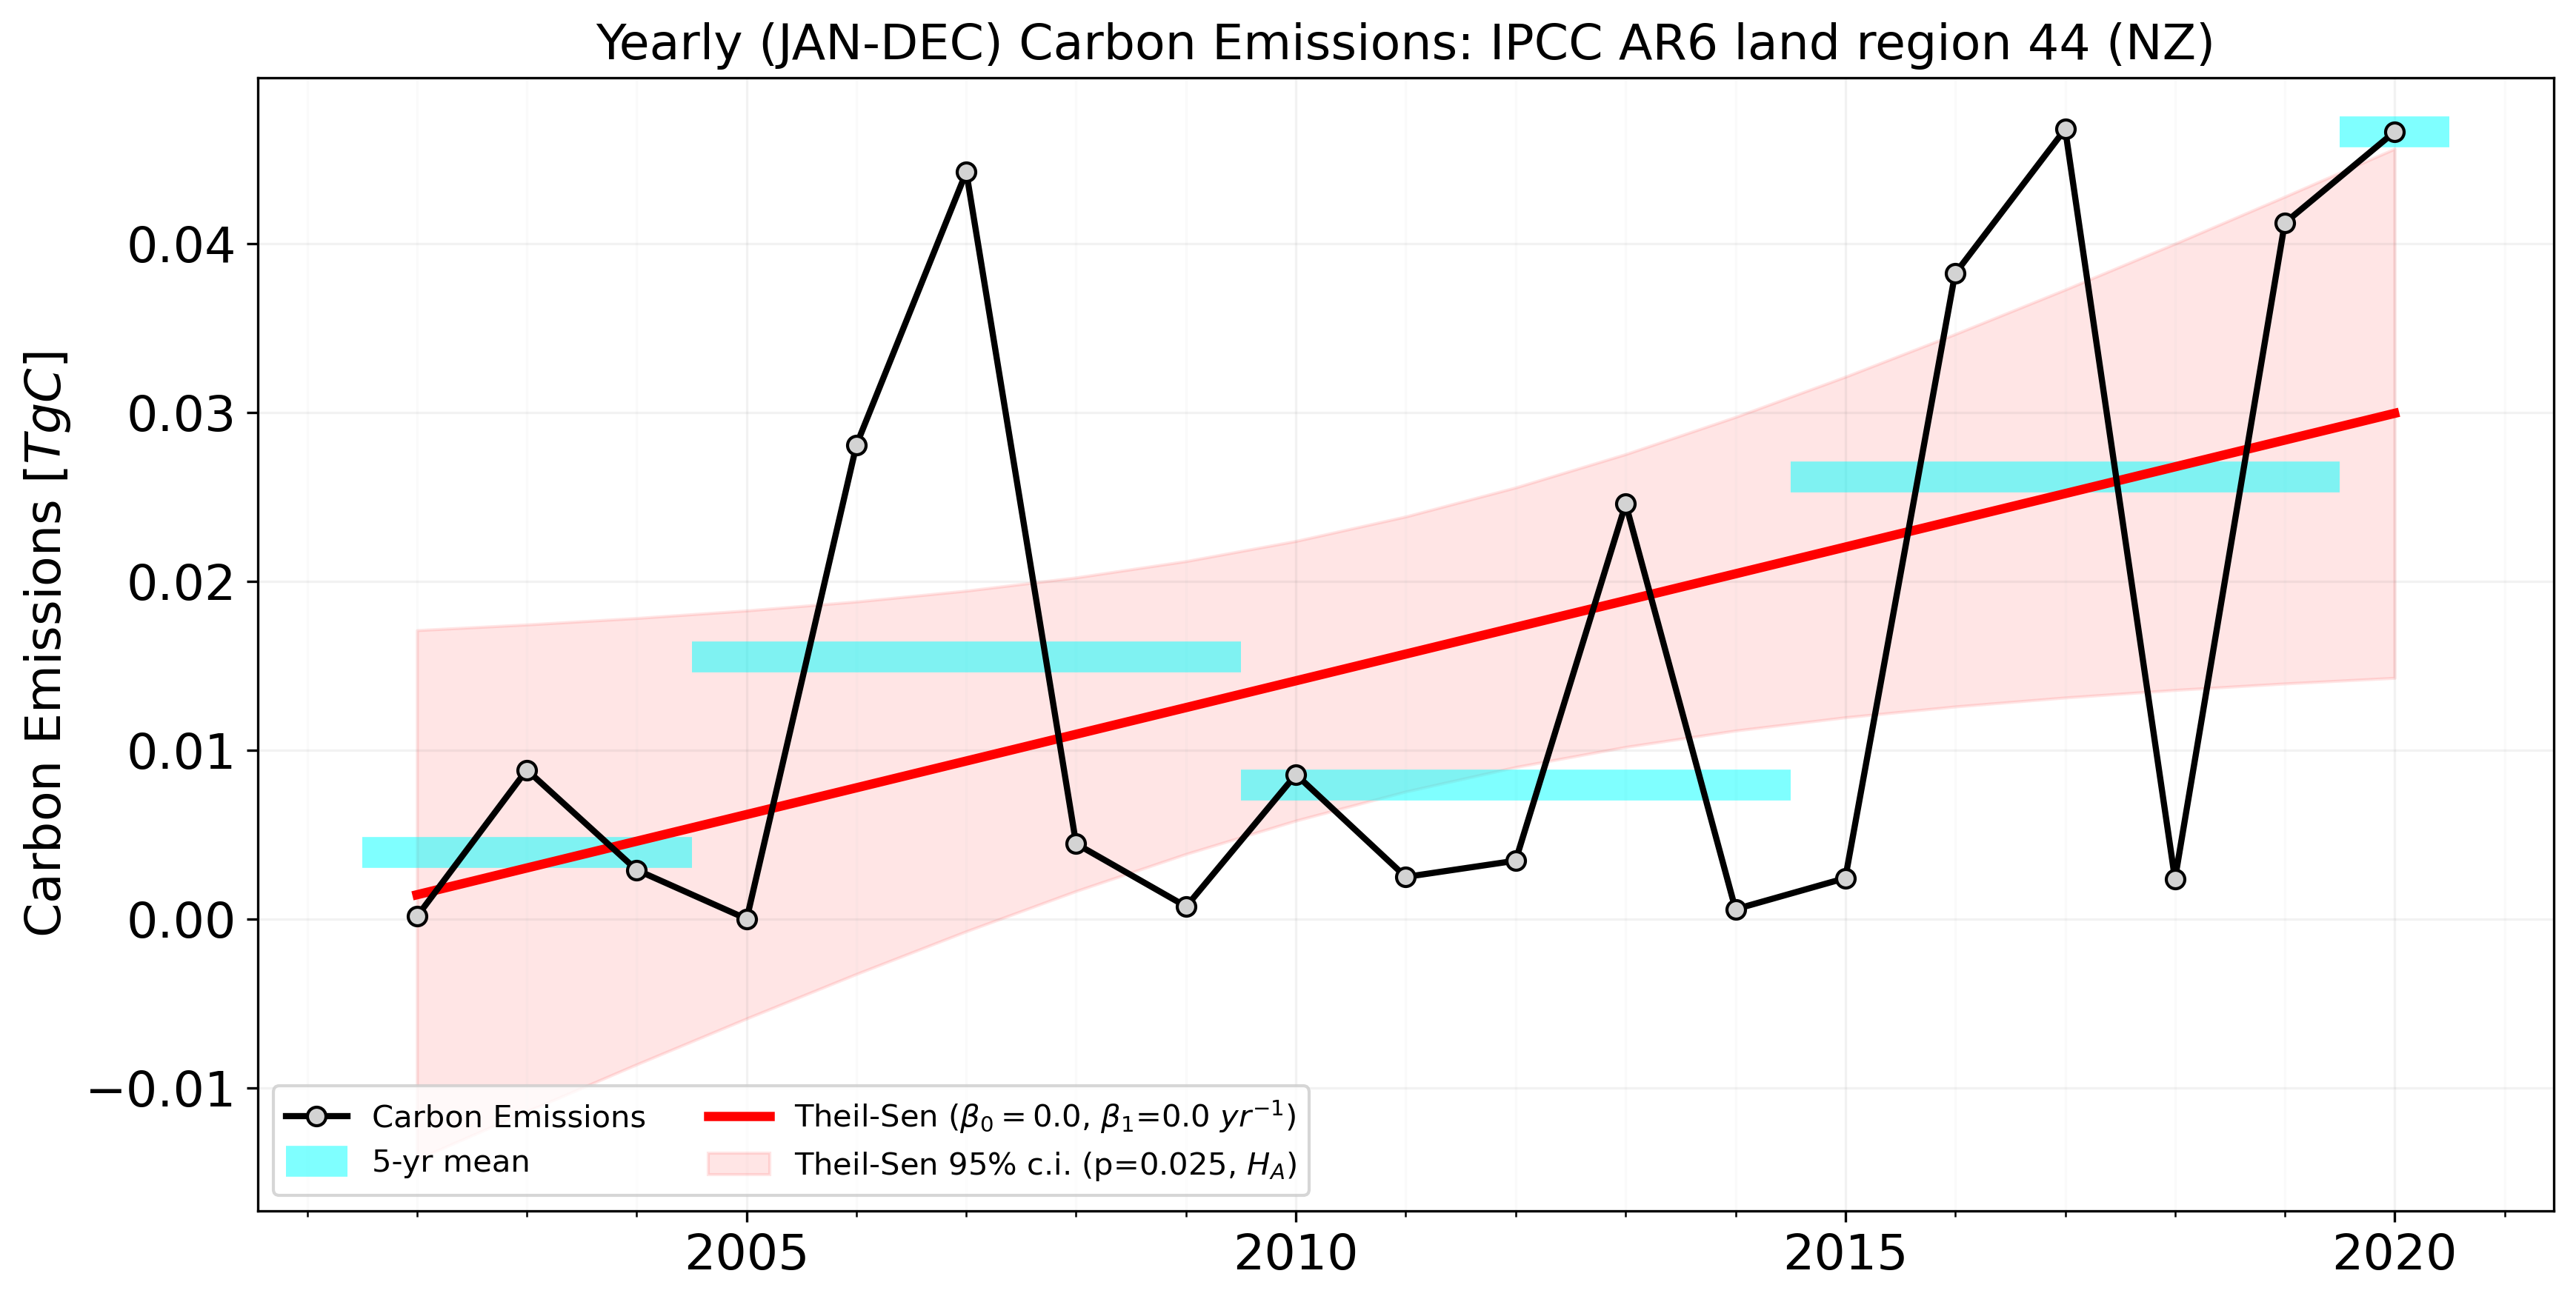 Yearly (JAN-DEC) Carbon Emissions: IPCC AR6 land region 44 (NZ)
Carbon Emissions [TgC]
0.04
0.03
0.02
0.01
0.00
−0.01
Carbon Emissions
5-yr mean
Theil-Sen (β₀ = 0.0, β₁=0.0 yr⁻¹)
Theil-Sen 95% c.i. (p=0.025, H_A)
2005 2010 2015 2020